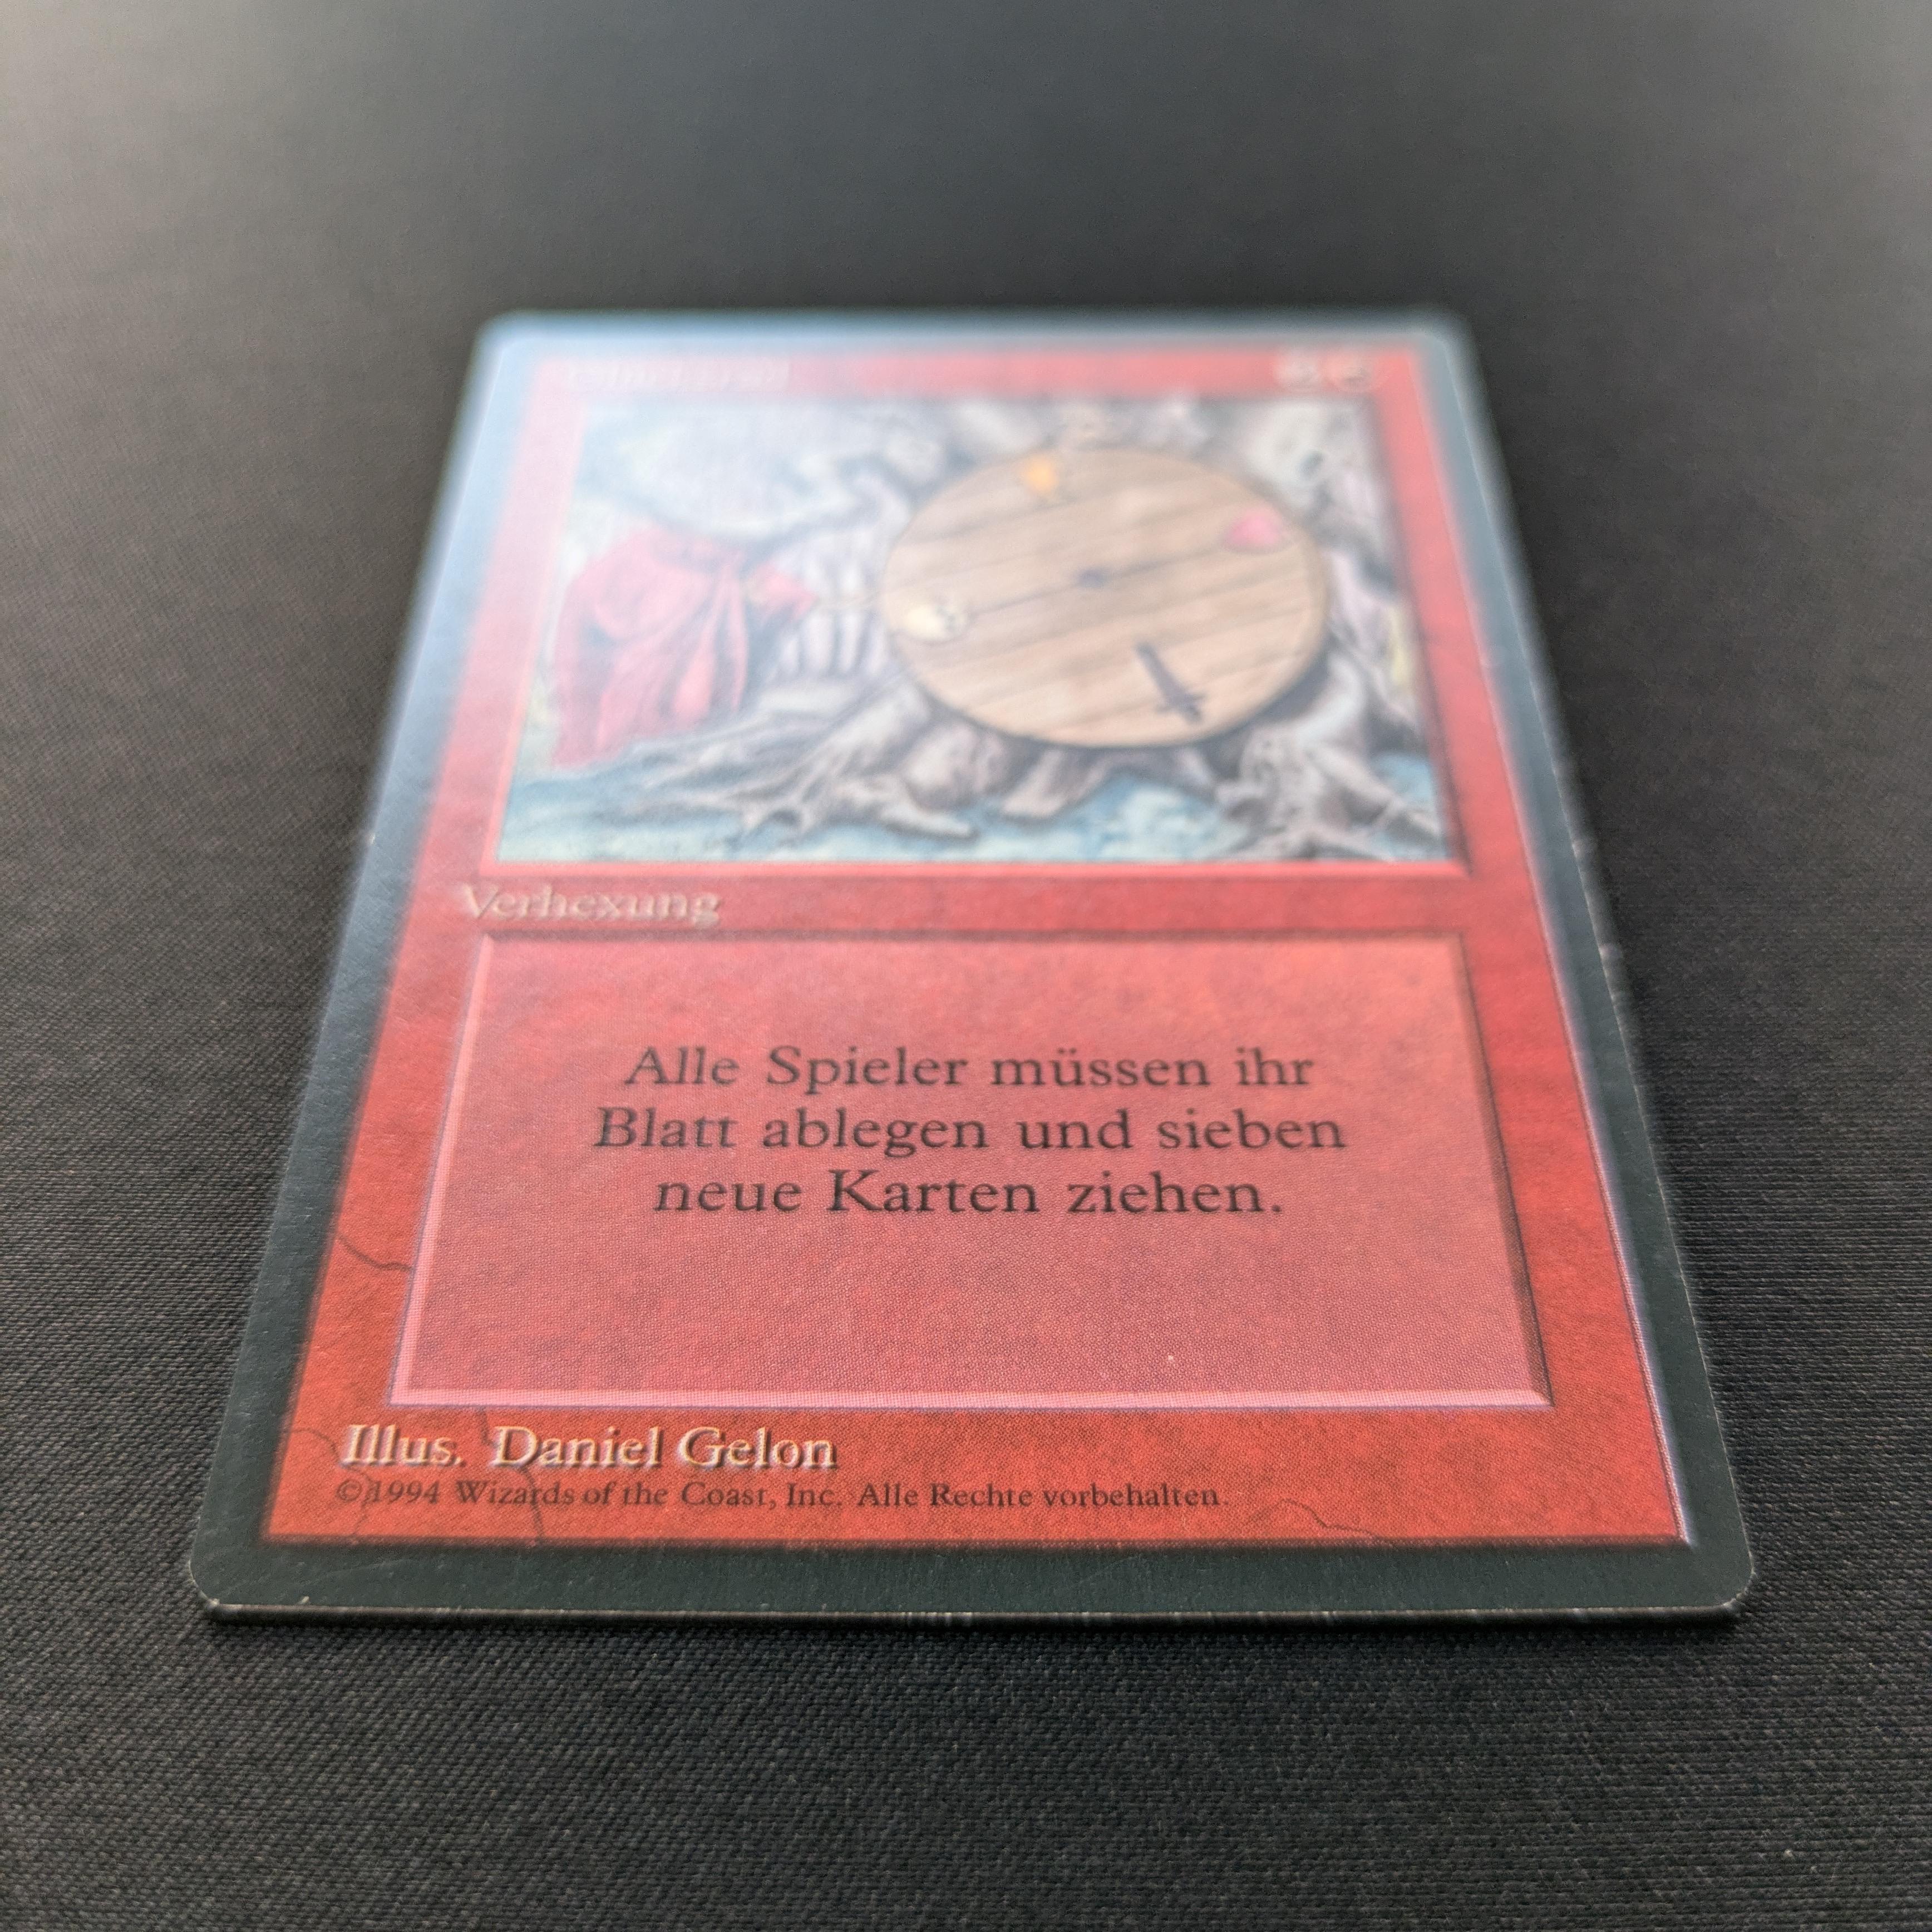 Verhexung
Alle Spieler müssen ihr
Blatt ablegen und sieben
neue Karten ziehen.
Illus. Daniel Gelon
©1994 Wizards of the Coast, Inc. Alle Rechte vorbehalten.